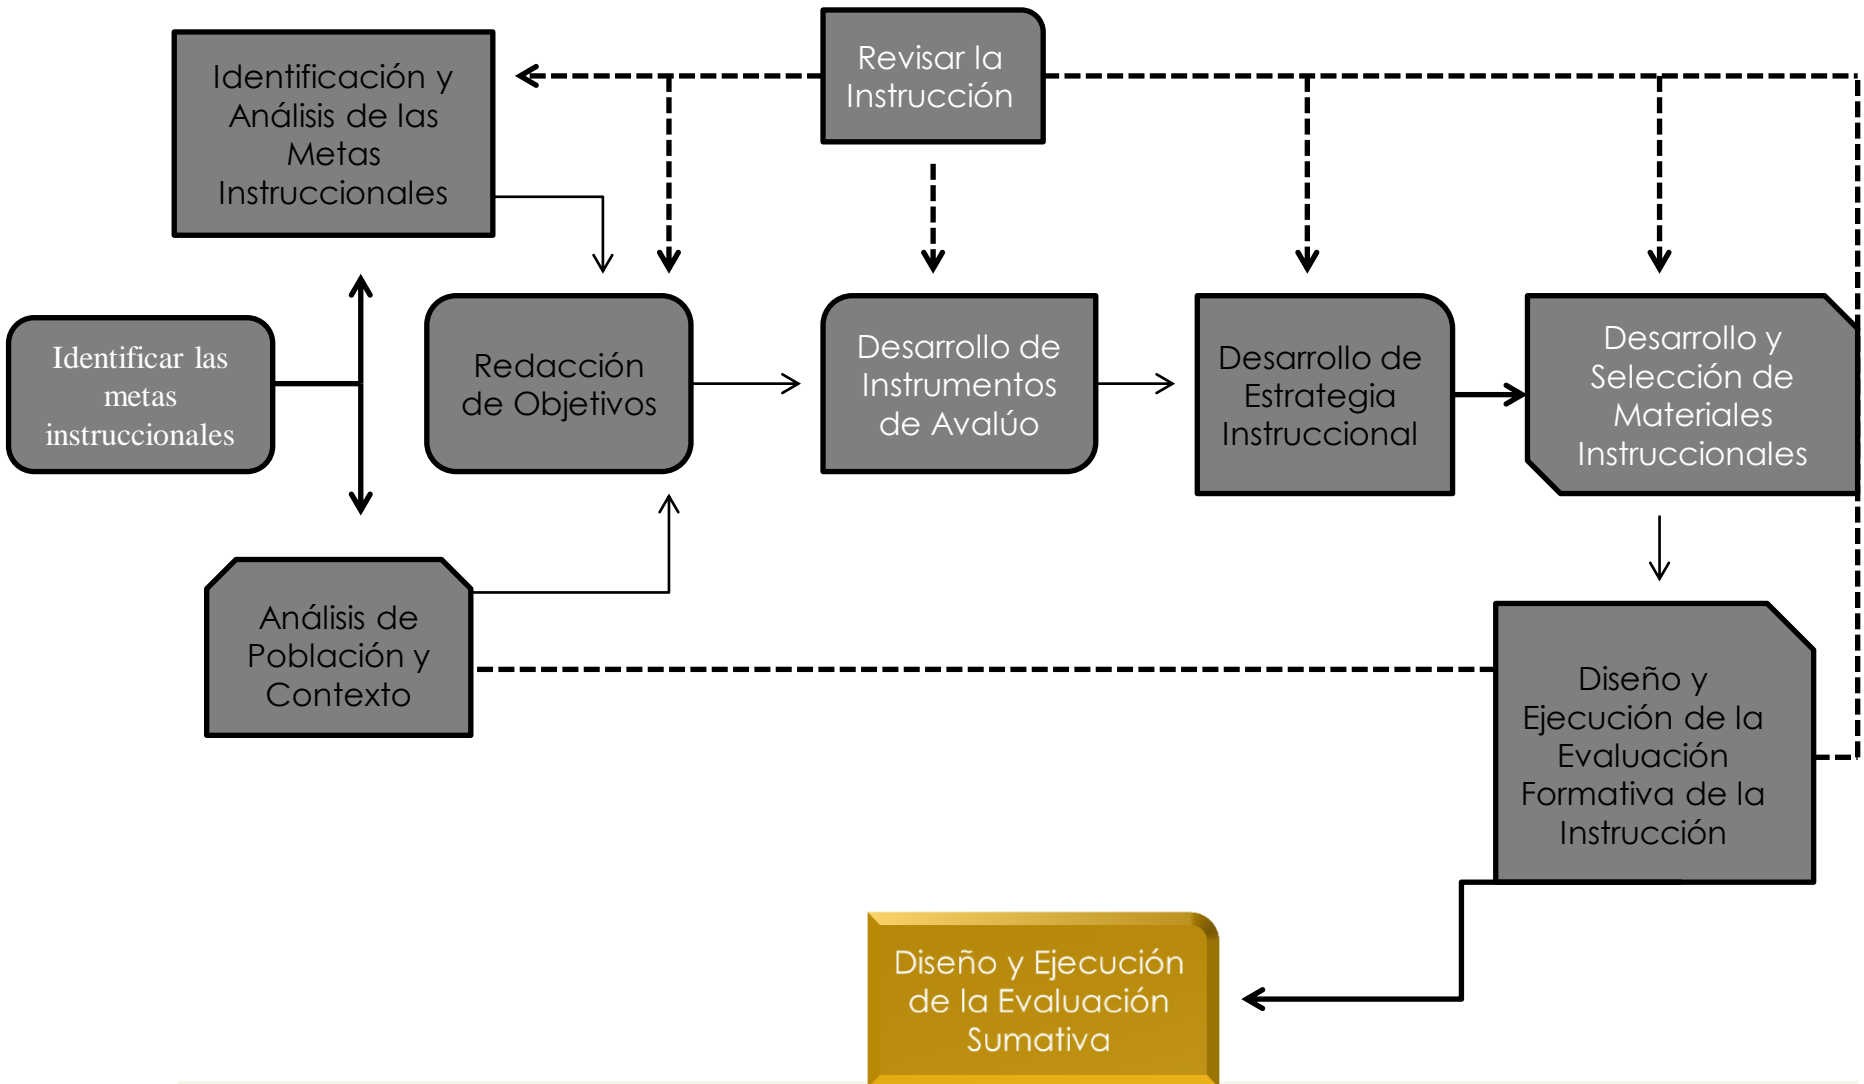 Revisar la
Instrucción
Identificación y
Análisis de las
Metas
Instruccionales
Identificar las
metas
instruccionales
Redacción
de Objetivos
Desarrollo de
Instrumentos
de Avalúo
Desarrollo de
Estrategia
Instruccional
Desarrollo y
Selección de
Materiales
Instruccionales
Análisis de
Población y
Contexto
Diseño y
Ejecución de la
Evaluación
Formativa de la
Instrucción
Diseño y Ejecución
de la Evaluación
Sumativa